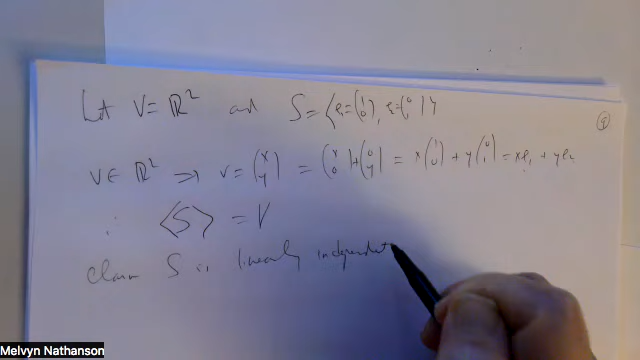 Let V = ℝ² and S = { e₁ = (1 0), e₂ = (0 1) }
9
v ∈ ℝ² ⇒ v = (x y) = (x 0) + (0 y) = x(1 0) + y(0 1) = xe₁ + ye₂
∴ ⟨S⟩ = V
Claim S is linearly independent
Melvyn Nathanson